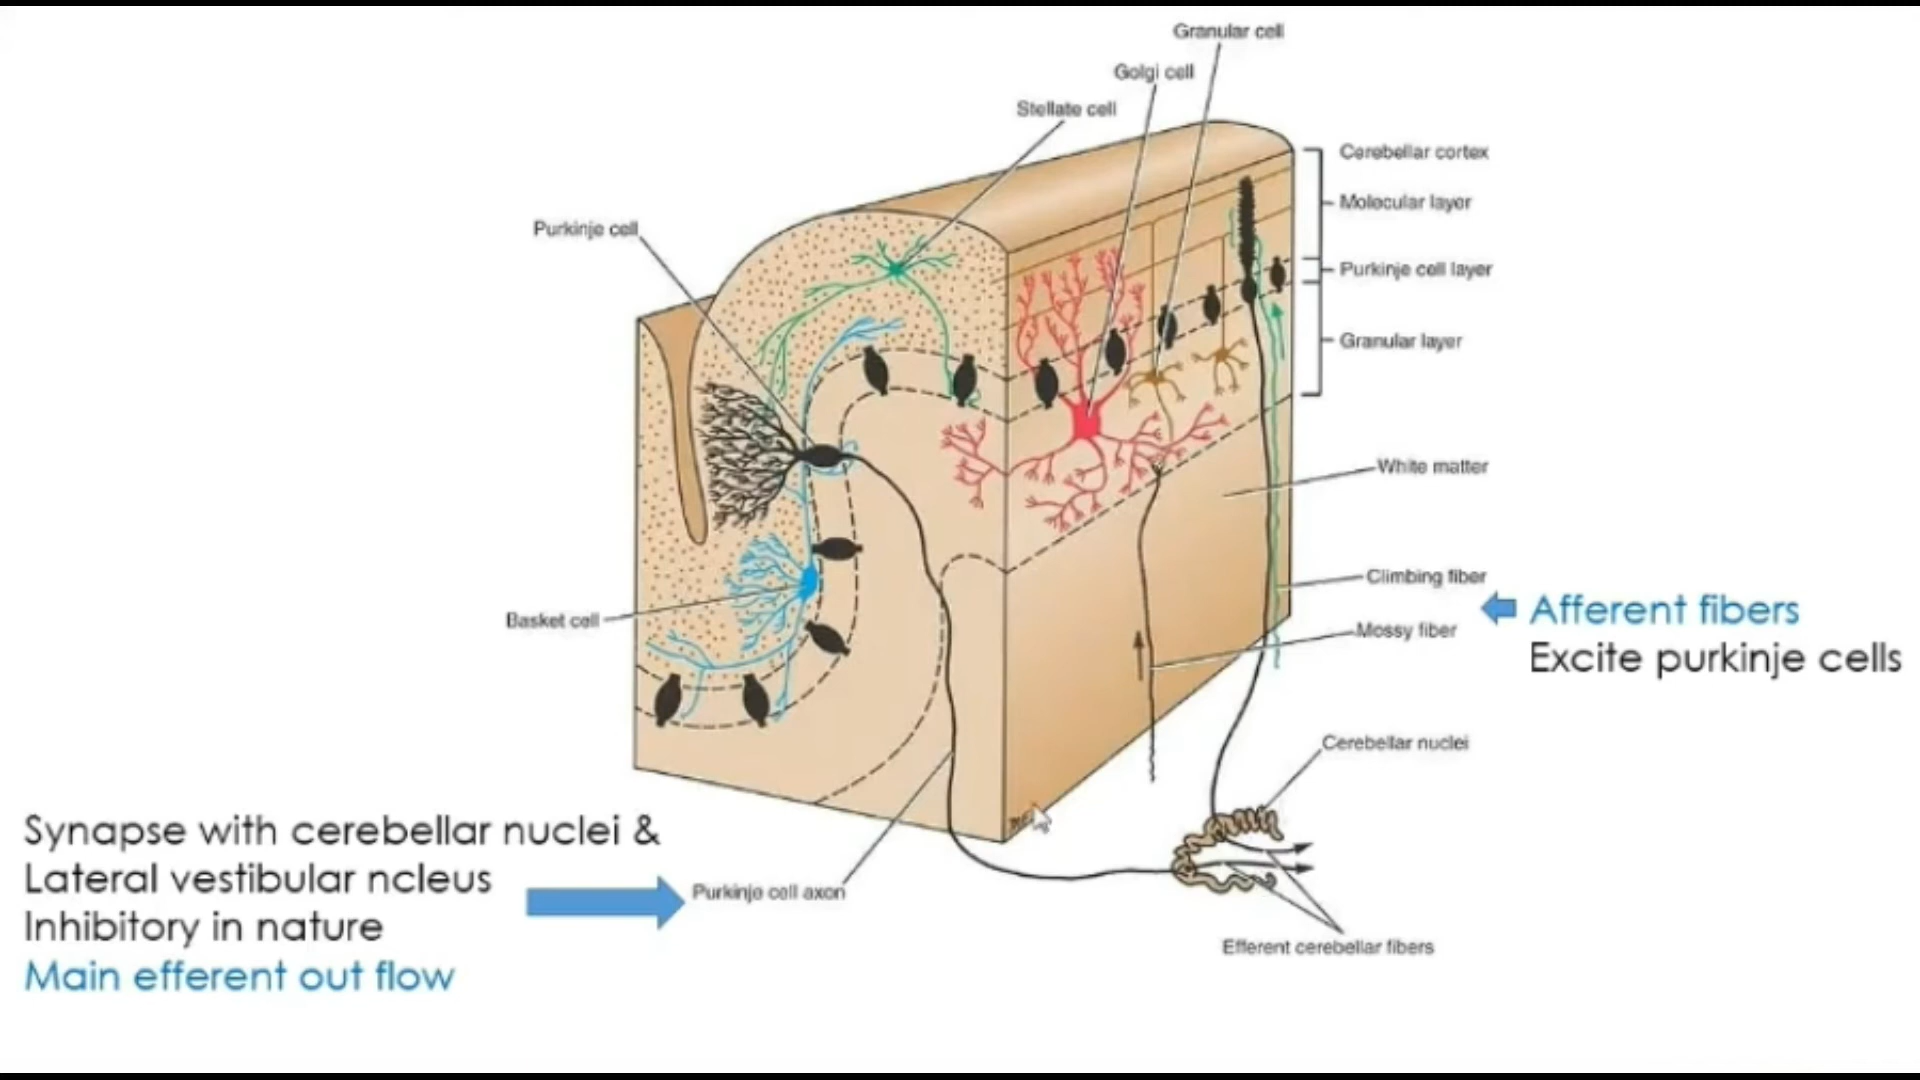 Granular cell
Golgi cell
Stellate cell
Cerebellar cortex
Molecular layer
Purkinje cell
Purkinje cell layer
Granular layer
White matter
Climbing fiber
Afferent fibers
Basket cell
Mossy fiber
Excite purkinje cells
Cerebellar nuclei
Synapse with cerebellar nuclei &
Lateral vestibular ncleus
Inhibitory in nature
Main efferent out flow
Purkinje cell axon
Efferent cerebellar fibers